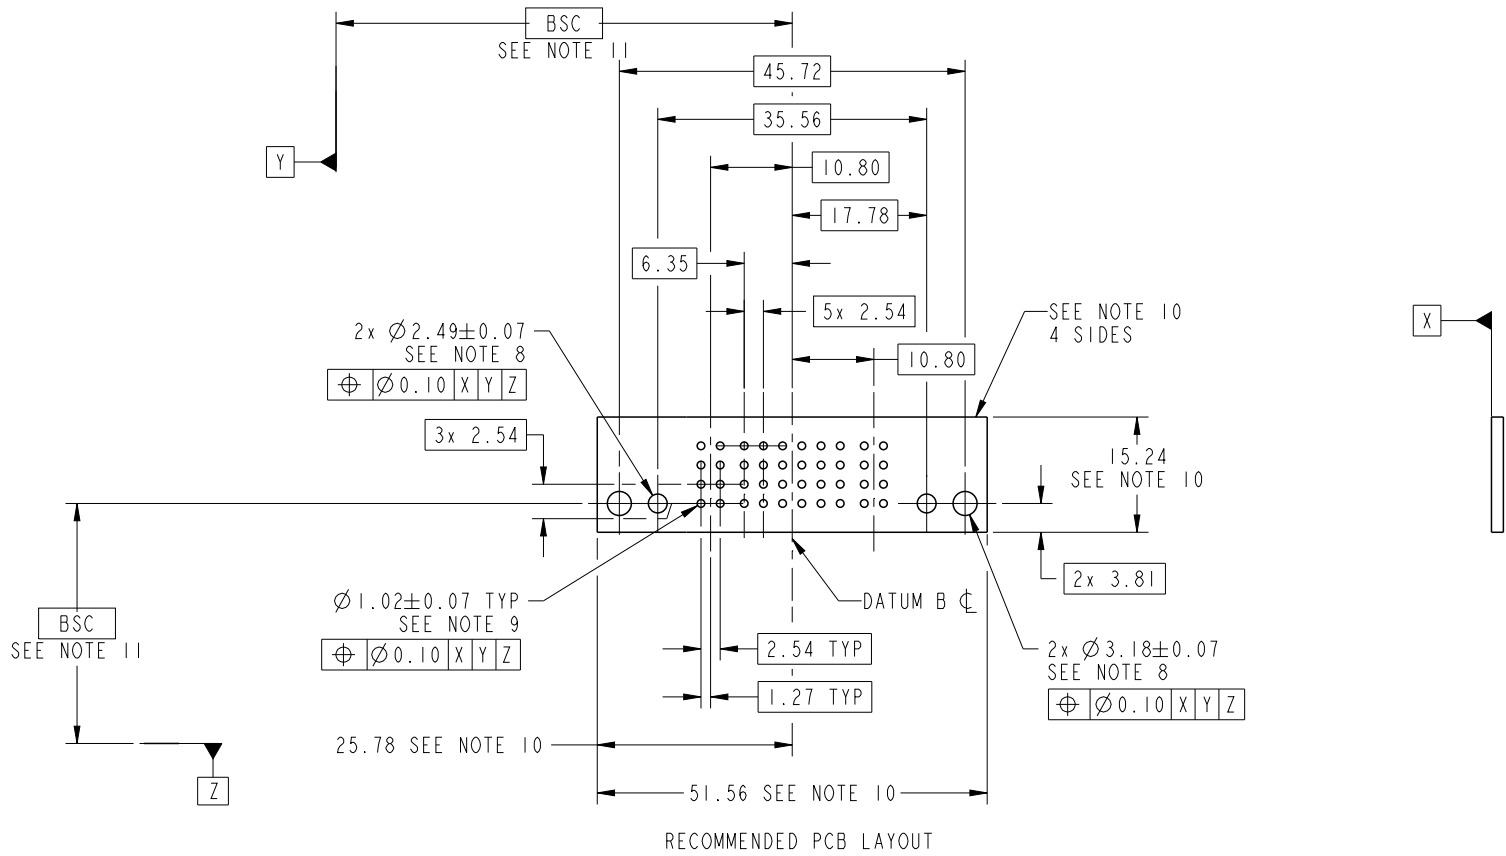 BSC
SEE NOTE 11
45.72
35.56
Y
10.80
17.78
6.35
5x 2.54
SEE NOTE 10
4 SIDES
X
2x Ø2.49±0.07
SEE NOTE 8
⌖ Ø0.10 X Y Z
10.80
3x 2.54
15.24
SEE NOTE 10
2x 3.81
Ø1.02±0.07 TYP
SEE NOTE 9
⌖ Ø0.10 X Y Z
DATUM B ℄
BSC
SEE NOTE 11
2.54 TYP
2x Ø3.18±0.07
SEE NOTE 8
⌖ Ø0.10 X Y Z
1.27 TYP
25.78 SEE NOTE 10
Z
51.56 SEE NOTE 10
RECOMMENDED PCB LAYOUT